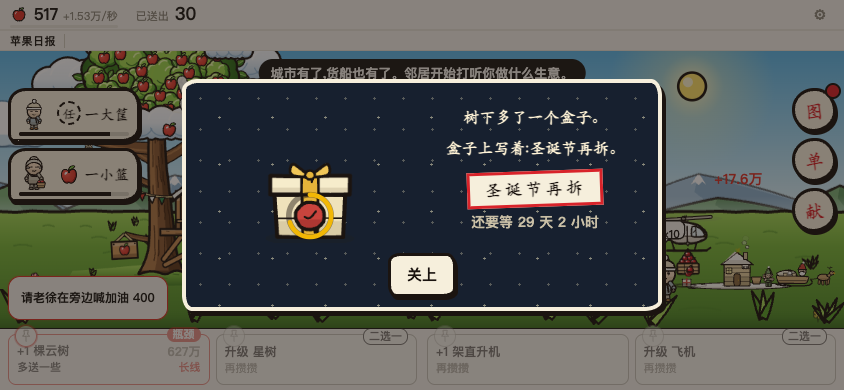 517 +1.53万/秒 已送出 30
苹果日报
城市有了,货船也有了。邻居开始打听你做什么生意。
任 一大筐
一小篮
树下多了一个盒子。
盒子上写着:圣诞节再拆。
圣诞节再拆
还要等 29 天 2 小时
关上
图
单
献
+17.6万
×10
请老徐在旁边喊加油 400
+1 棵云树 瓶颈
627万
多送一些 长线
升级 星树 二选一
再攒攒
+1 架直升机
再攒攒
升级 飞机 二选一
再攒攒